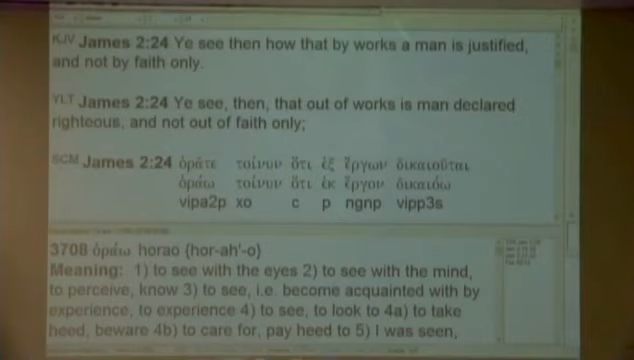 KJV James 2:24 Ye see then how that by works a man is justified,
and not by faith only.
YLT James 2:24 Ye see, then, that out of works is man declared
righteous, and not out of faith only;
SCM James 2:24 ὁρᾶτε τοίνυν ὅτι ἐξ ἔργων δικαιοῦται
ὁράω τοίνυν ὅτι ἐκ ἔργον δικαιόω
vipa2p xo c p ngnp vipp3s
3708 ὁράω horao {hor-ah'-o}
Meaning: 1) to see with the eyes 2) to see with the mind,
to perceive, know 3) to see, i.e. become acquainted with by
experience, to experience 4) to see, to look to 4a) to take
heed, beware 4b) to care for, pay heed to 5) I was seen,